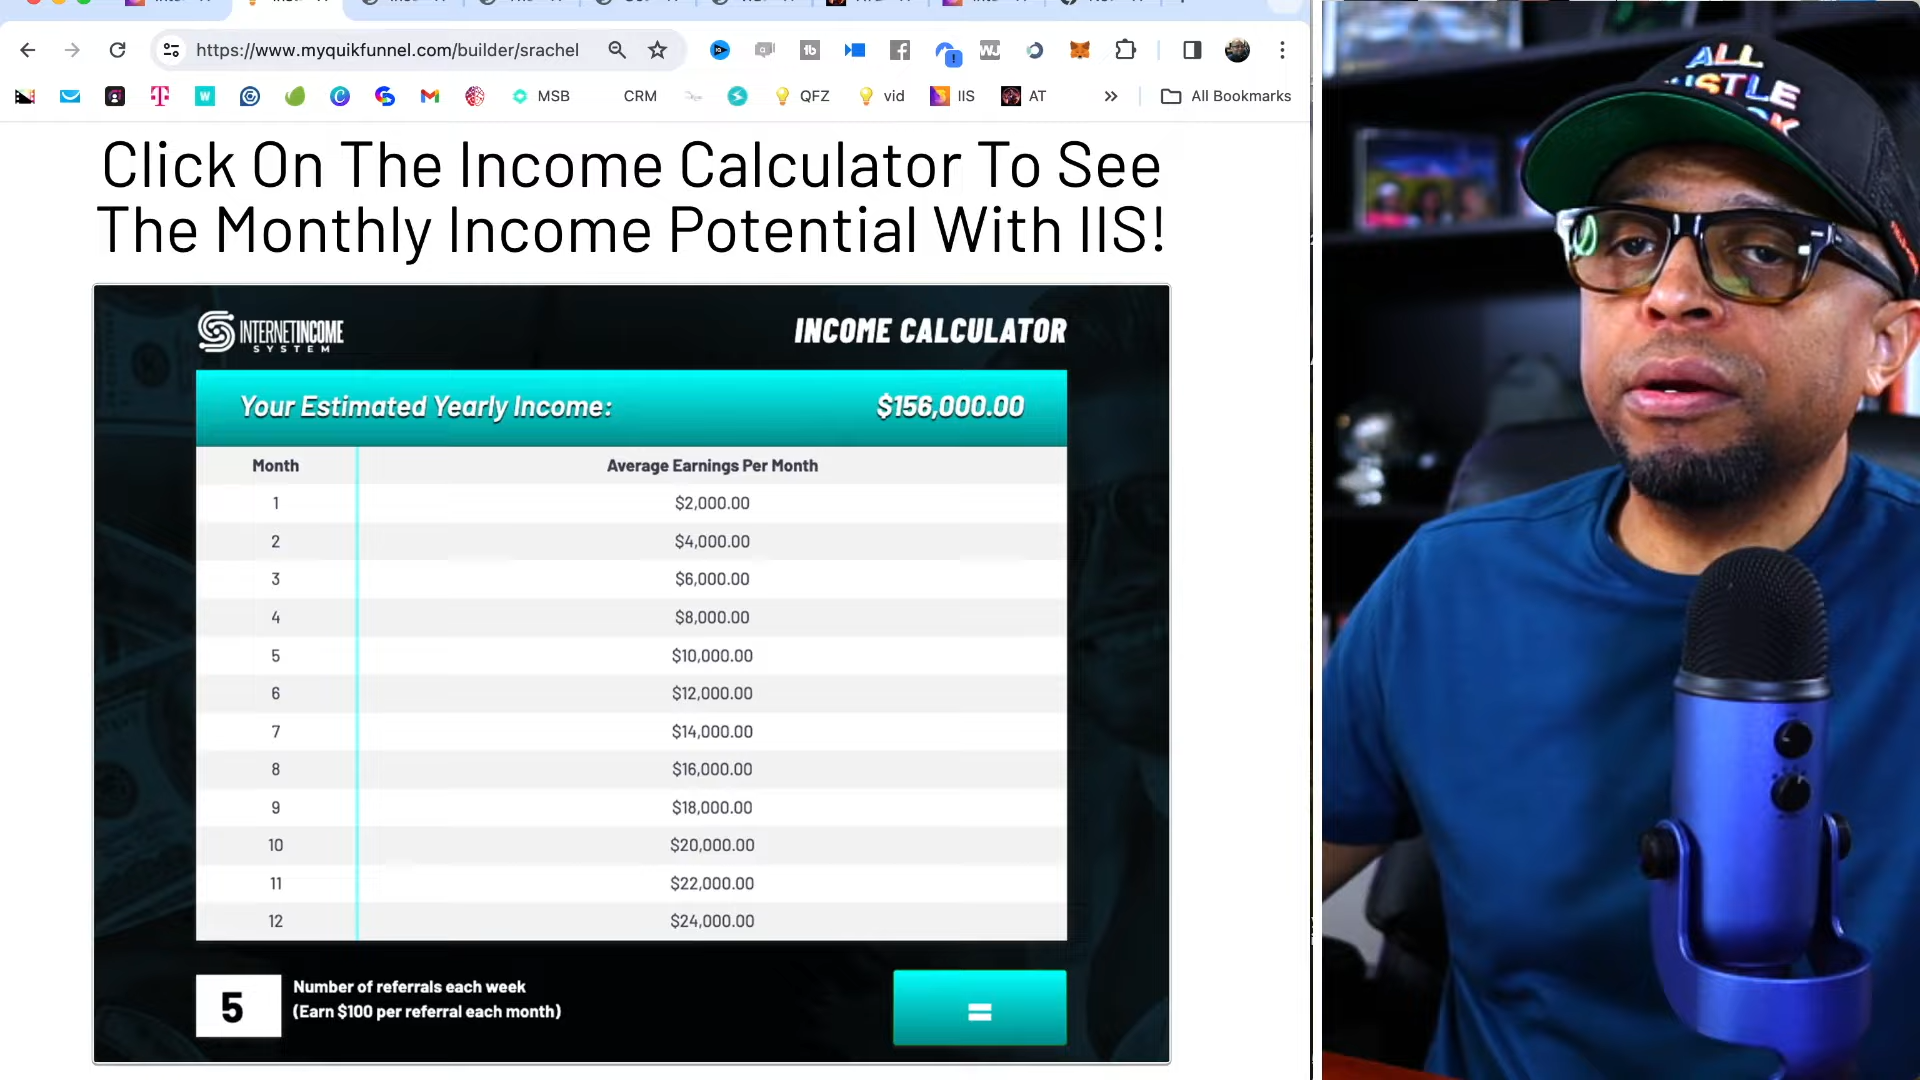 https://www.myquikfunnel.com/builder/srachel
MSB
CRM
QFZ
vid
IIS
AT
All Bookmarks
Click On The Income Calculator To See
The Monthly Income Potential With IIS!
INTERNETINCOME
SYSTEM
INCOME CALCULATOR
Your Estimated Yearly Income: $156,000.00
Month Average Earnings Per Month
1 $2,000.00
2 $4,000.00
3 $6,000.00
4 $8,000.00
5 $10,000.00
6 $12,000.00
7 $14,000.00
8 $16,000.00
9 $18,000.00
10 $20,000.00
11 $22,000.00
12 $24,000.00
5
Number of referrals each week
(Earn $100 per referral each month)
=
ALL